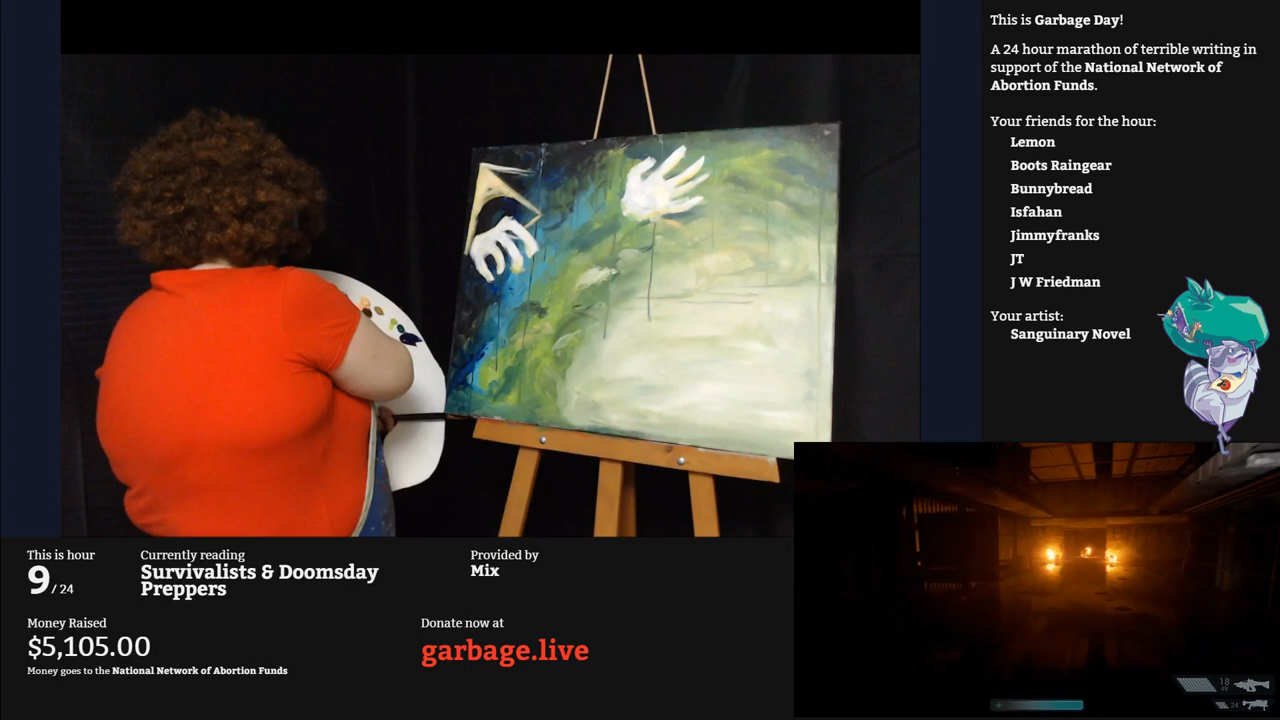 This is Garbage Day!
A 24 hour marathon of terrible writing in
support of the National Network of
Abortion Funds.
Your friends for the hour:
Lemon
Boots Raingear
Bunnybread
Isfahan
Jimmyfranks
JT
J W Friedman
Your artist:
Sanguinary Novel
This is hour
9 / 24
Currently reading
Survivalists & Doomsday
Preppers
Provided by
Mix
Money Raised
$5,105.00
Money goes to the National Network of Abortion Funds
Donate now at
garbage.live
18
24